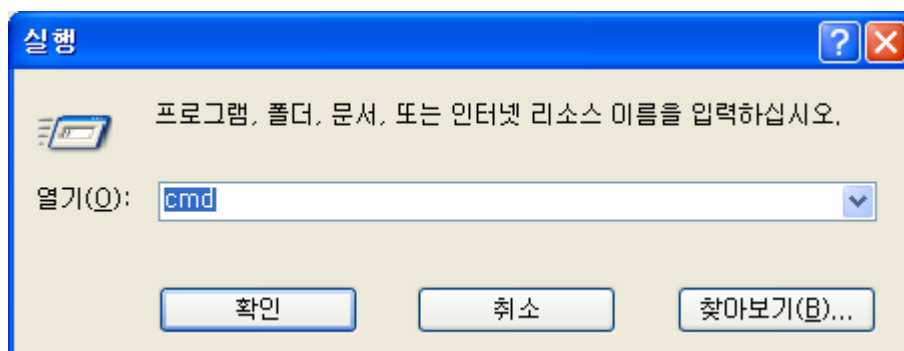 실행
프로그램, 폴더, 문서, 또는 인터넷 리소스 이름을 입력하십시오.
열기(O): cmd
확인 취소 찾아보기(B)...